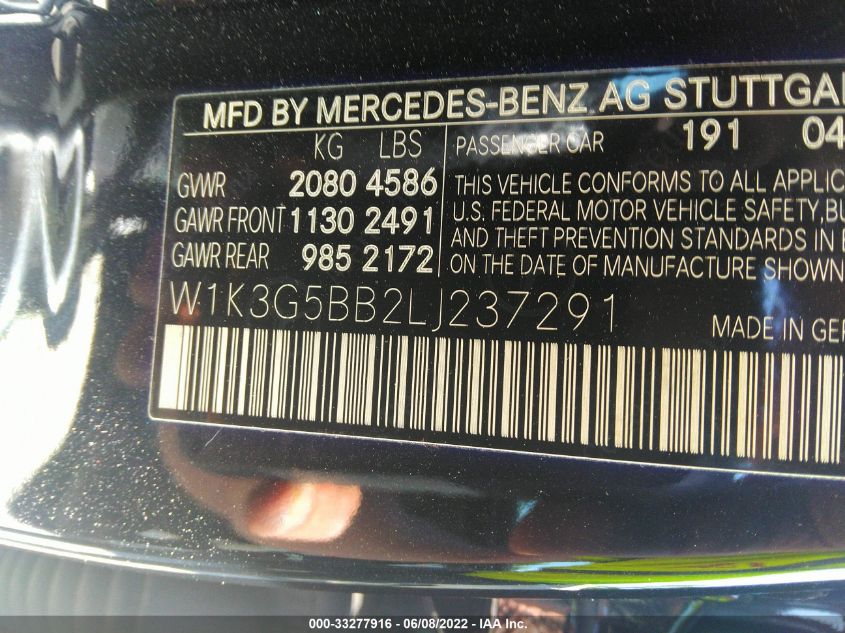 MFD BY MERCEDES-BENZ AG STUTTGA
KG LBS
GVWR 2080 4586
GAWR FRONT 1130 2491
GAWR REAR 985 2172
PASSENGER CAR 191 04
THIS VEHICLE CONFORMS TO ALL APPLIC
U.S. FEDERAL MOTOR VEHICLE SAFETY, BU
AND THEFT PREVENTION STANDARDS IN E
ON THE DATE OF MANUFACTURE SHOWN
W1K3G5BB2LJ237291
MADE IN GER
000-33277916 - 06/08/2022 - IAA Inc.